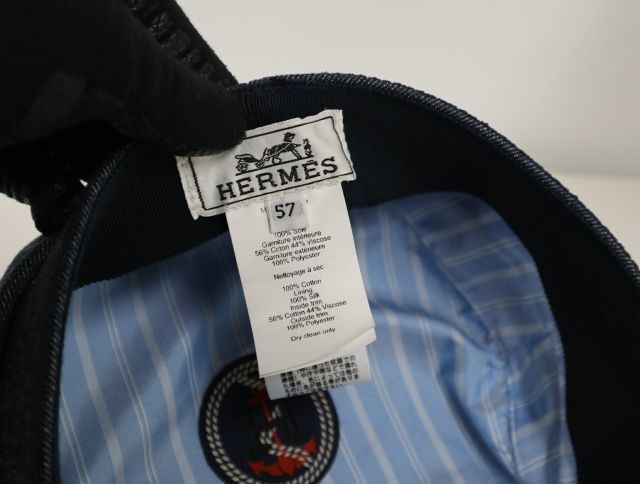 HERMÈS
57
100% Soie
Garniture intérieure
56% Coton 44% Viscose
Garniture extérieure
100% Polyester
Nettoyage à sec
100% Cotton
Lining
100% Silk
Inside trim
56% Cotton 44% Viscose
Outside trim
100% Polyester
Dry clean only